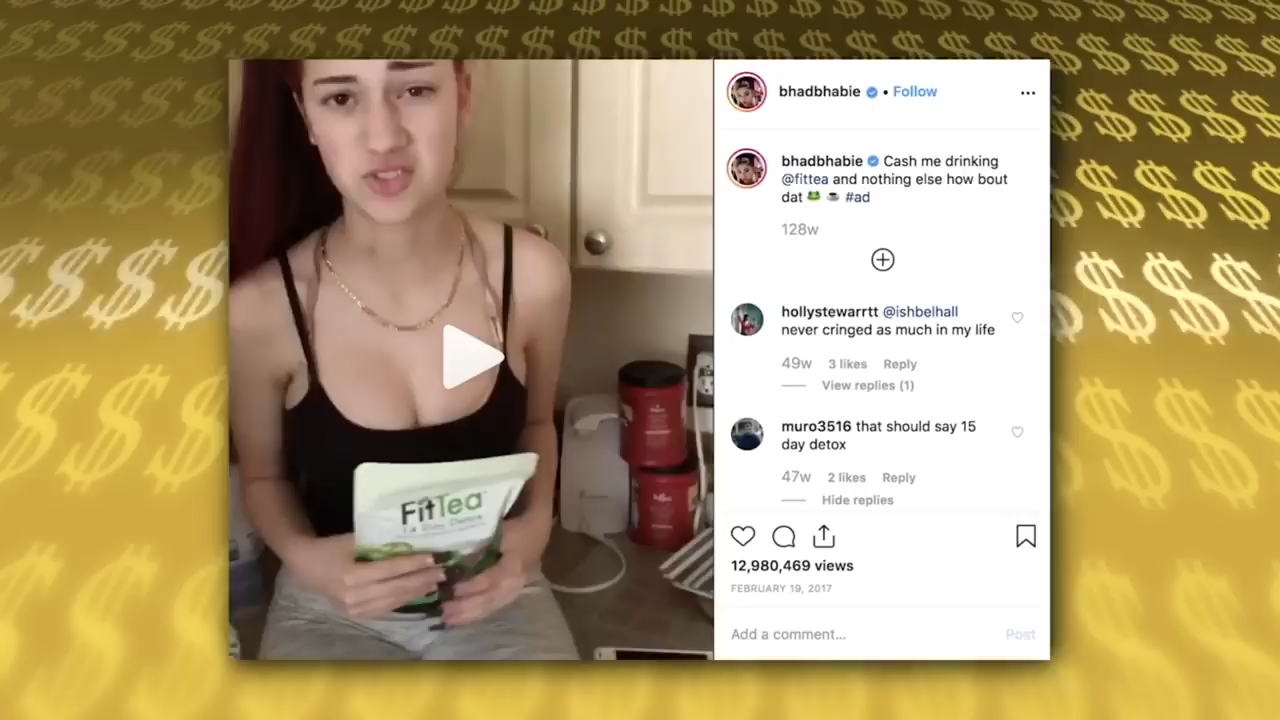 bhadbhabie • Follow
bhadbhabie Cash me drinking
@fittea and nothing else how bout
dat 🐸 ☕ #ad
128w
hollystewarrtt @ishbelhall
never cringed as much in my life
49w 3 likes Reply
View replies (1)
muro3516 that should say 15
day detox
47w 2 likes Reply
Hide replies
12,980,469 views
FEBRUARY 19, 2017
Add a comment... Post
FitTea